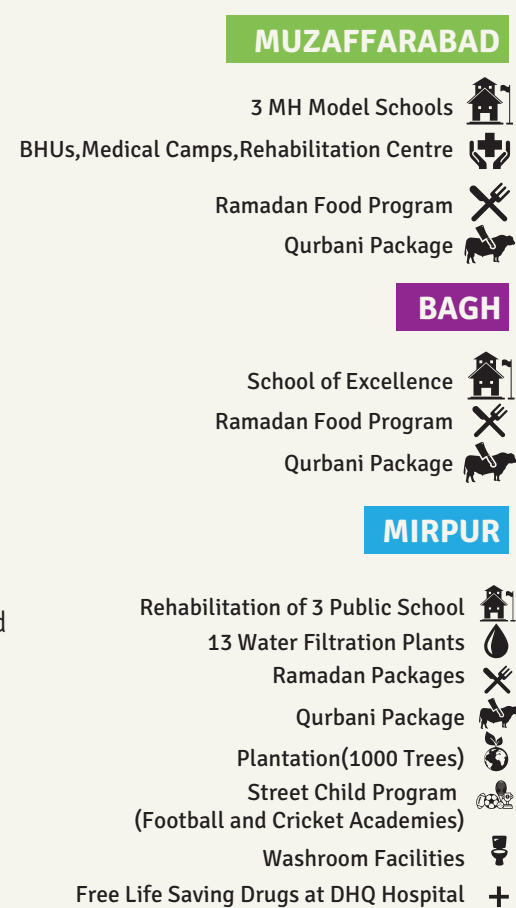 MUZAFFARABAD
3 MH Model Schools
BHUs,Medical Camps,Rehabilitation Centre
Ramadan Food Program
Qurbani Package
BAGH
School of Excellence
Ramadan Food Program
Qurbani Package
MIRPUR
Rehabilitation of 3 Public School
13 Water Filtration Plants
Ramadan Packages
Qurbani Package
Plantation(1000 Trees)
Street Child Program
(Football and Cricket Academies)
Washroom Facilities
Free Life Saving Drugs at DHQ Hospital